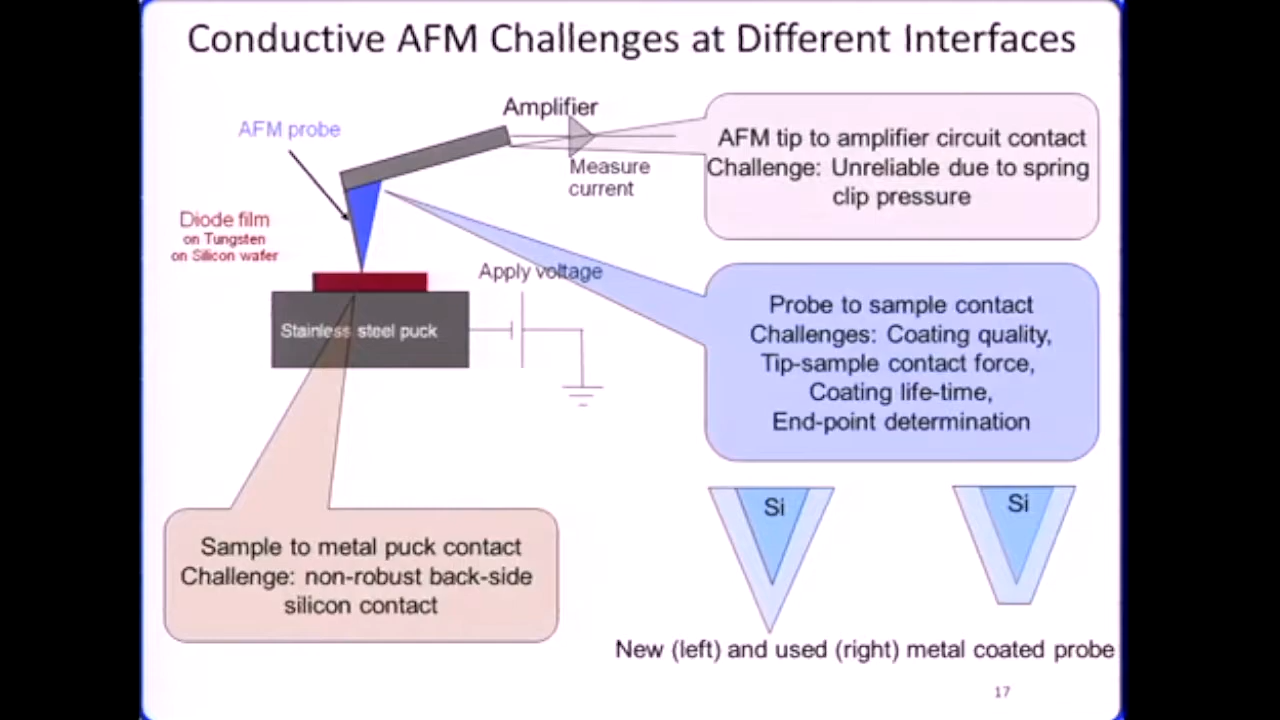 Conductive AFM Challenges at Different Interfaces
Amplifier
AFM probe
Measure
current
AFM tip to amplifier circuit contact
Challenge: Unreliable due to spring
clip pressure
Diode film
on Tungsten
on Silicon wafer
Apply voltage
Stainless steel puck
Probe to sample contact
Challenges: Coating quality,
Tip-sample contact force,
Coating life-time,
End-point determination
Sample to metal puck contact
Challenge: non-robust back-side
silicon contact
Si
Si
New (left) and used (right) metal coated probe
17